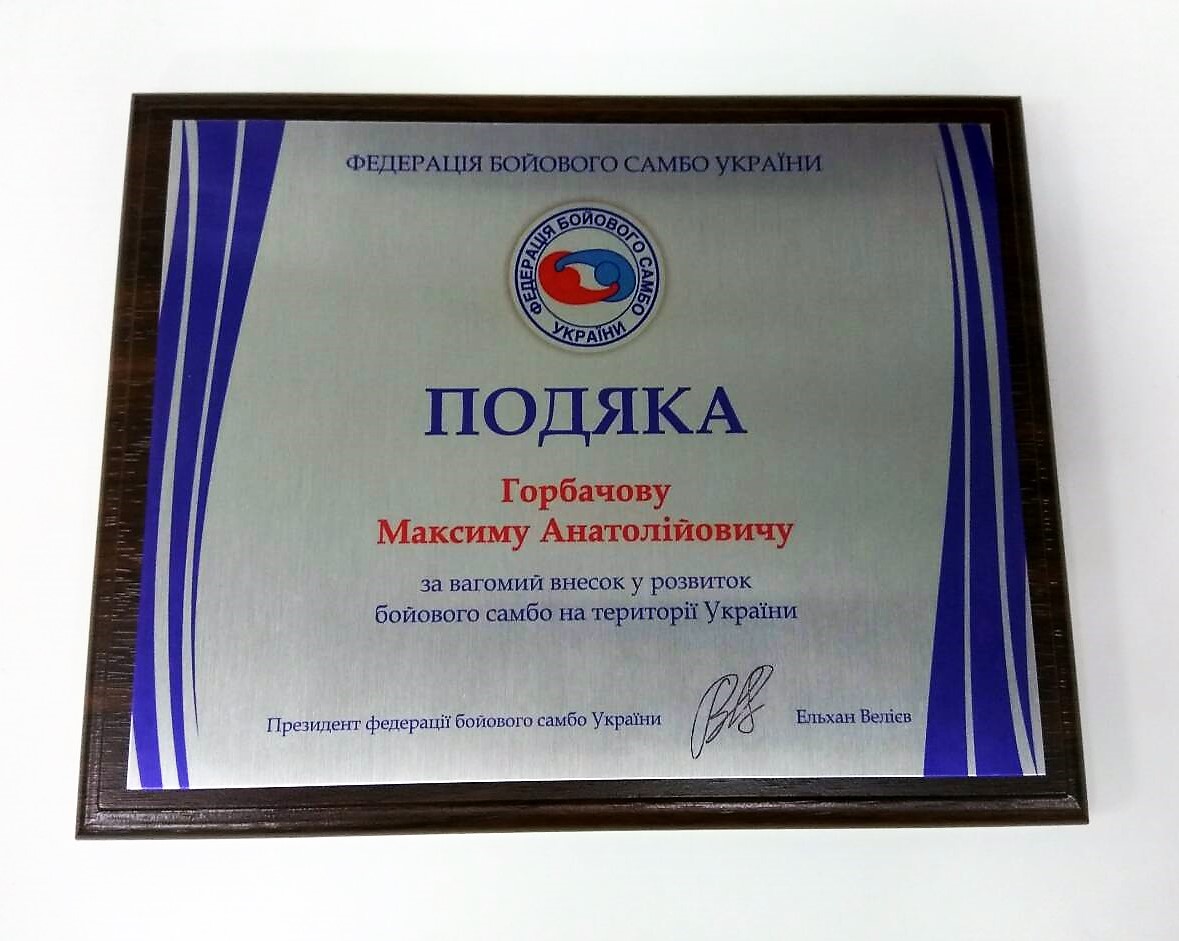 ФЕДЕРАЦІЯ БОЙОВОГО САМБО УКРАЇНИ
ФЕДЕРАЦІЯ БОЙОВОГО САМБО
УКРАЇНИ
ПОДЯКА
Горбачову
Максиму Анатолійовичу
за вагомий внесок у розвиток
бойового самбо на території України
Президент федерації бойового самбо України Ельхан Велієв